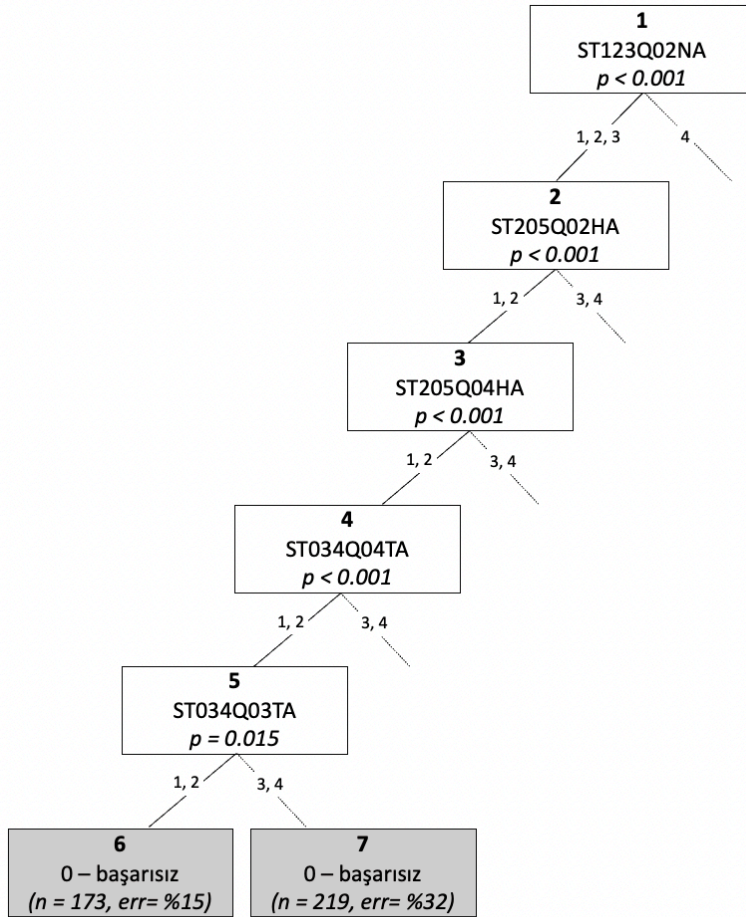 1
ST123Q02NA
p < 0.001
1, 2, 3
4
2
ST205Q02HA
p < 0.001
1, 2
3, 4
3
ST205Q04HA
p < 0.001
1, 2
3, 4
4
ST034Q04TA
p < 0.001
1, 2
3, 4
5
ST034Q03TA
p = 0.015
1, 2
3, 4
6
0 – başarısız
(n = 173, err= %15)
7
0 – başarısız
(n = 219, err= %32)